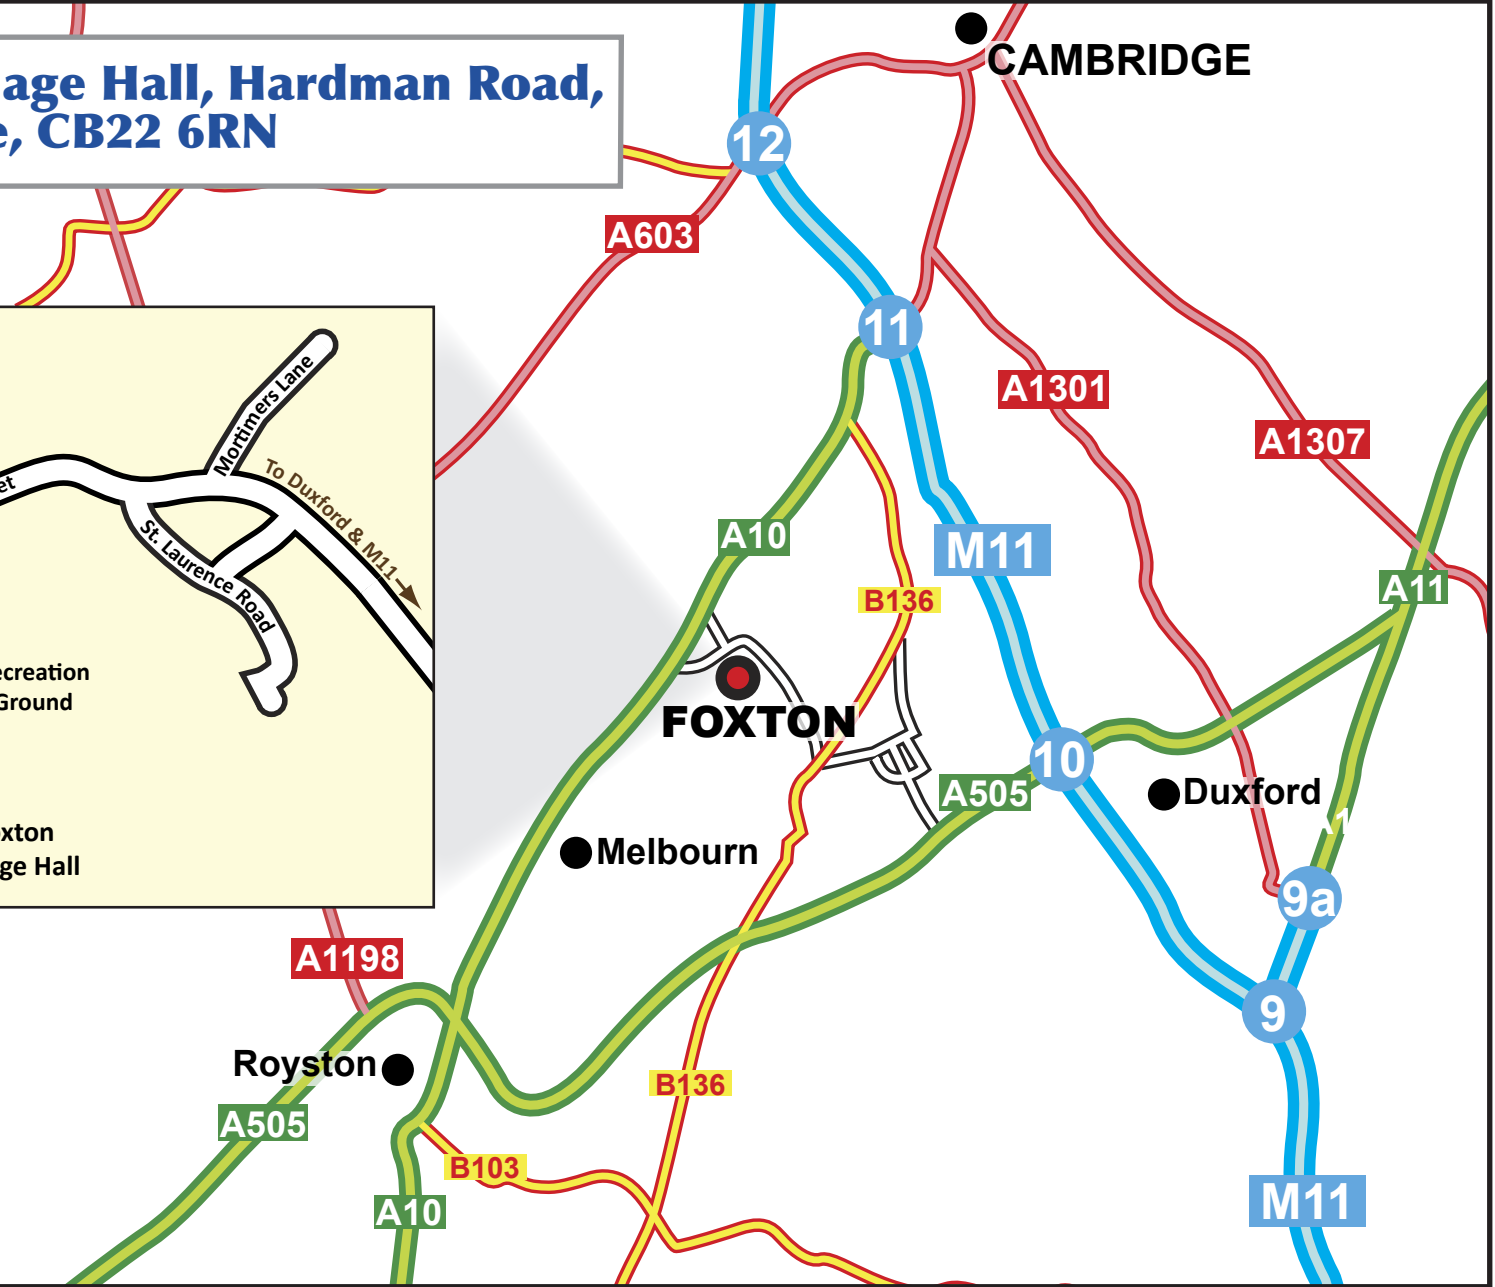 CAMBRIDGE
age Hall, Hardman Road,
CB22 6RN
12
A603
11
A1301
A1307
Mortimers Lane
To Duxford & M11
St. Laurence Road
A10
M11
B136
A11
Ground
FOXTON
10
A505
Duxford
Melbourn
ge Hall
9a
A1198
9
Royston
A505
B136
B103
A10
M11